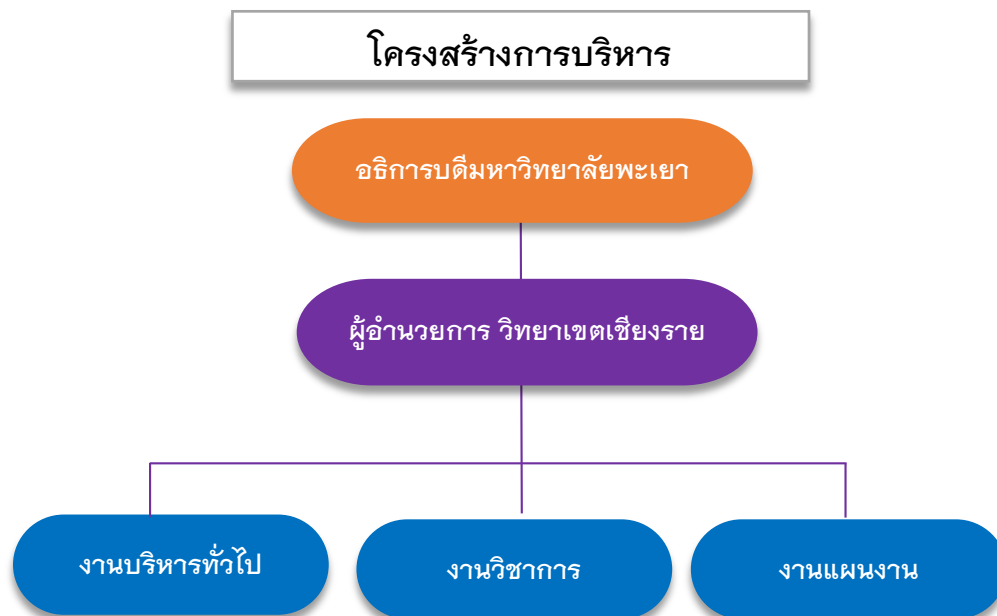 โครงสร้างการบริหาร
อธิการบดีมหาวิทยาลัยพะเยา
ผู้อำนวยการ วิทยาเขตเชียงราย
งานบริหารทั่วไป
งานวิชาการ
งานแผนงาน